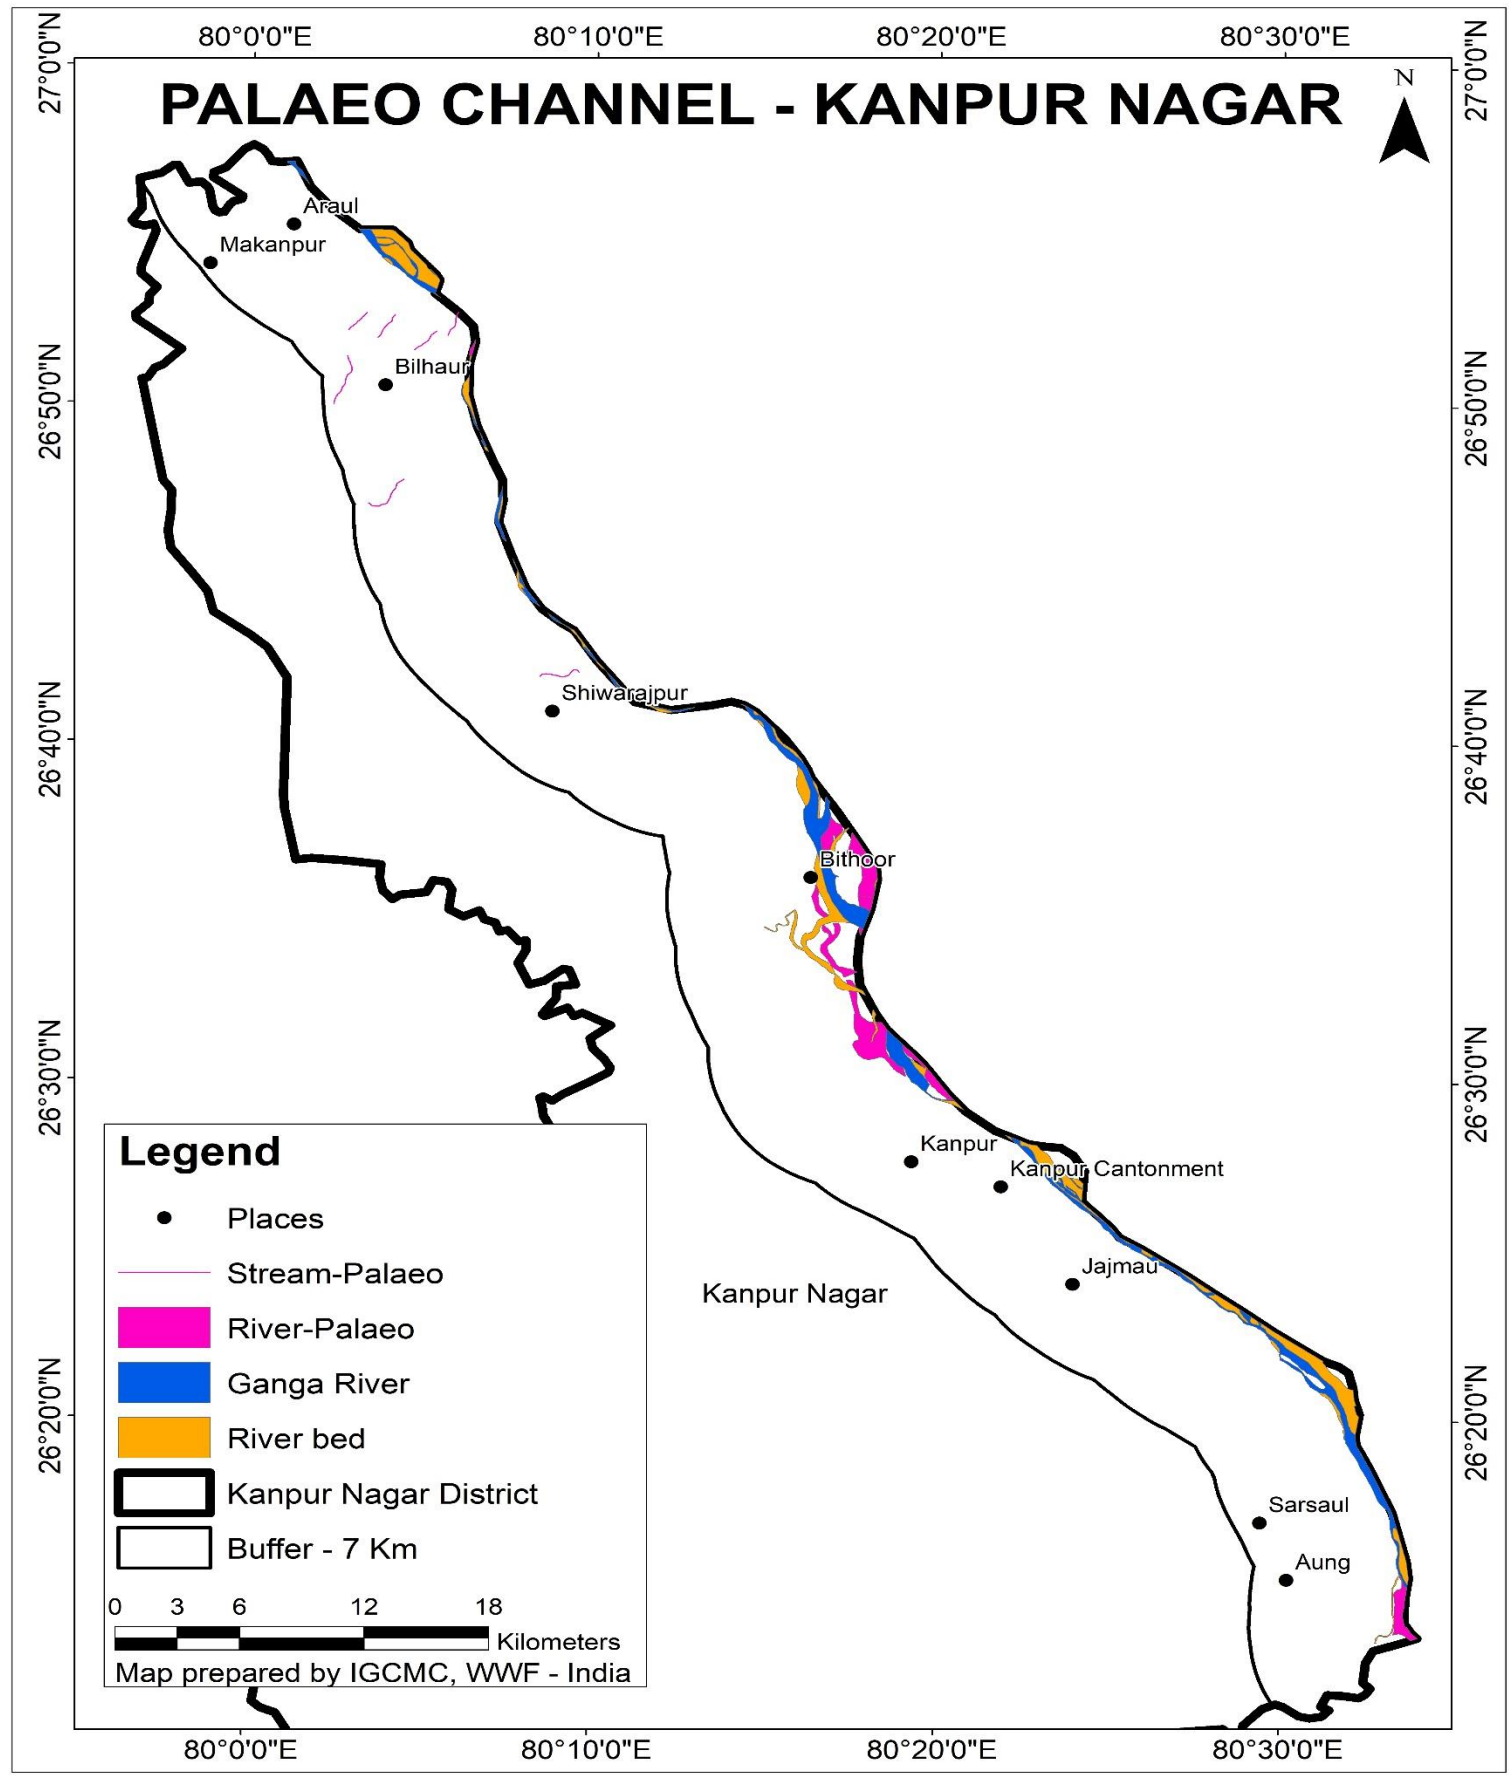 80°0'0"E 80°10'0"E 80°20'0"E 80°30'0"E
27°0'0"N
27°0'0"N
PALAEO CHANNEL - KANPUR NAGAR
N
Araul
Makanpur
Bilhaur
26°50'0"N
26°50'0"N
Shiwarajpur
26°40'0"N
26°40'0"N
Bithoor
26°30'0"N
26°30'0"N
Kanpur
Kanpur Cantonment
Jajmau
Kanpur Nagar
26°20'0"N
26°20'0"N
Sarsaul
Aung
Legend
Places
Stream-Palaeo
River-Palaeo
Ganga River
River bed
Kanpur Nagar District
Buffer - 7 Km
0 3 6 12 18
Kilometers
Map prepared by IGCMC, WWF - India
80°0'0"E 80°10'0"E 80°20'0"E 80°30'0"E